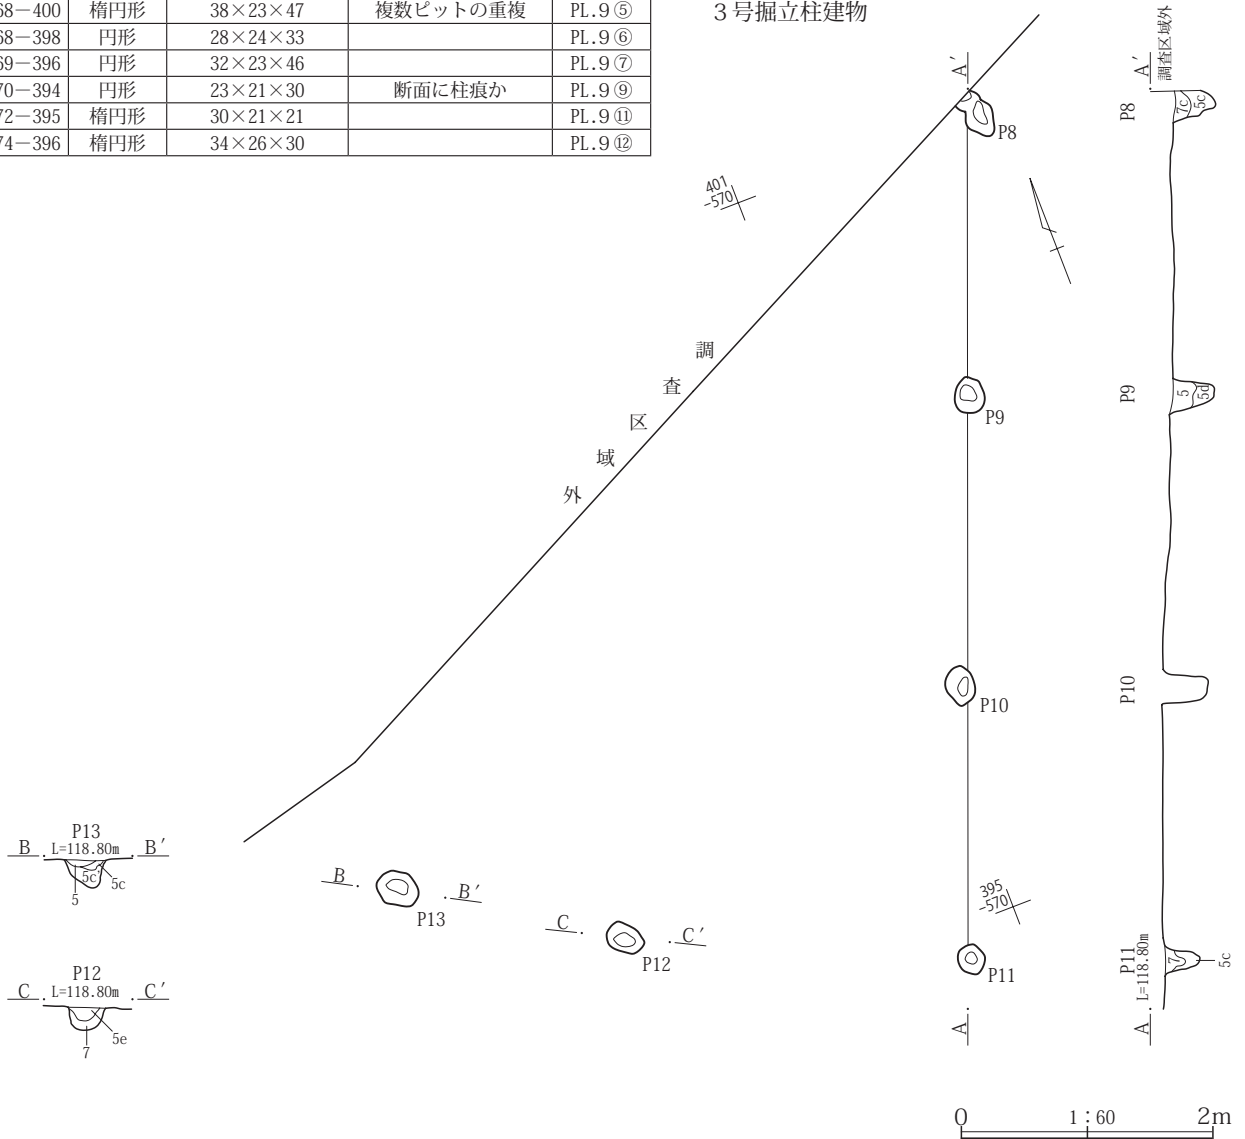 68－400 楕円形 38×23×47 複数ピットの重複 PL.9⑤
68－398 円形 28×24×33 PL.9⑥
69－396 円形 32×23×46 PL.9⑦
70－394 円形 23×21×30 断面に柱痕か PL.9⑨
72－395 楕円形 30×21×21 PL.9⑪
74－396 楕円形 34×26×30 PL.9⑫
３号掘立柱建物
A′
P8
401
-570
P9
P10
395
-570
P11
A
調査区域外
A′
調査区域外
P8
7c
5c
P9
5
5d
P10
P11
L=118.80m
7
5c
A
P13
B L=118.80m B′
5c
5c
5
B B′
P13
C C′
P12
P12
C L=118.80m C′
5e
7
0 1：60 2m